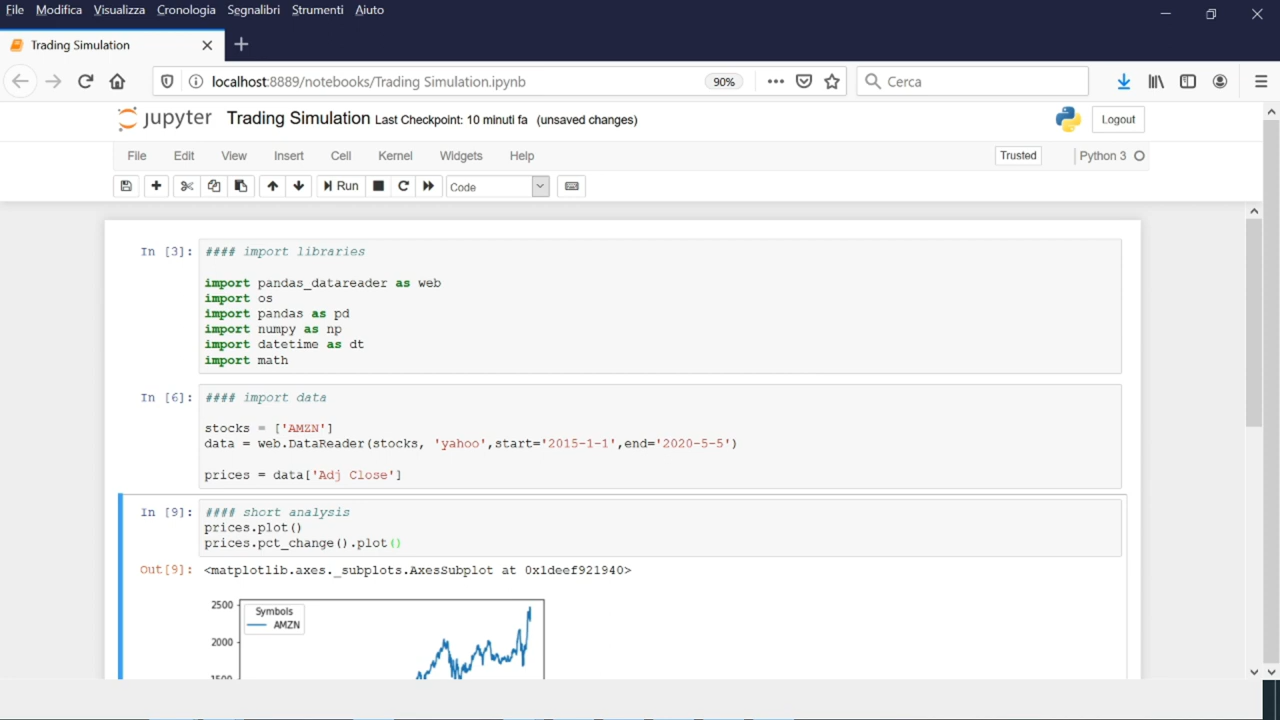 File Modifica Visualizza Cronologia Segnalibri Strumenti Aiuto
Trading Simulation
localhost:8889/notebooks/Trading Simulation.ipynb 90% Cerca
jupyter Trading Simulation Last Checkpoint: 10 minuti fa (unsaved changes) Logout
File Edit View Insert Cell Kernel Widgets Help Trusted Python 3
Run Code
In [3]: #### import libraries
import pandas_datareader as web
import os
import pandas as pd
import numpy as np
import datetime as dt
import math
In [6]: #### import data
stocks = ['AMZN']
data = web.DataReader(stocks, 'yahoo',start='2015-1-1',end='2020-5-5')
prices = data['Adj Close']
In [9]: #### short analysis
prices.plot()
prices.pct_change().plot()
Out[9]: <matplotlib.axes._subplots.AxesSubplot at 0x1deef921940>
2500 Symbols
AMZN
2000
1500